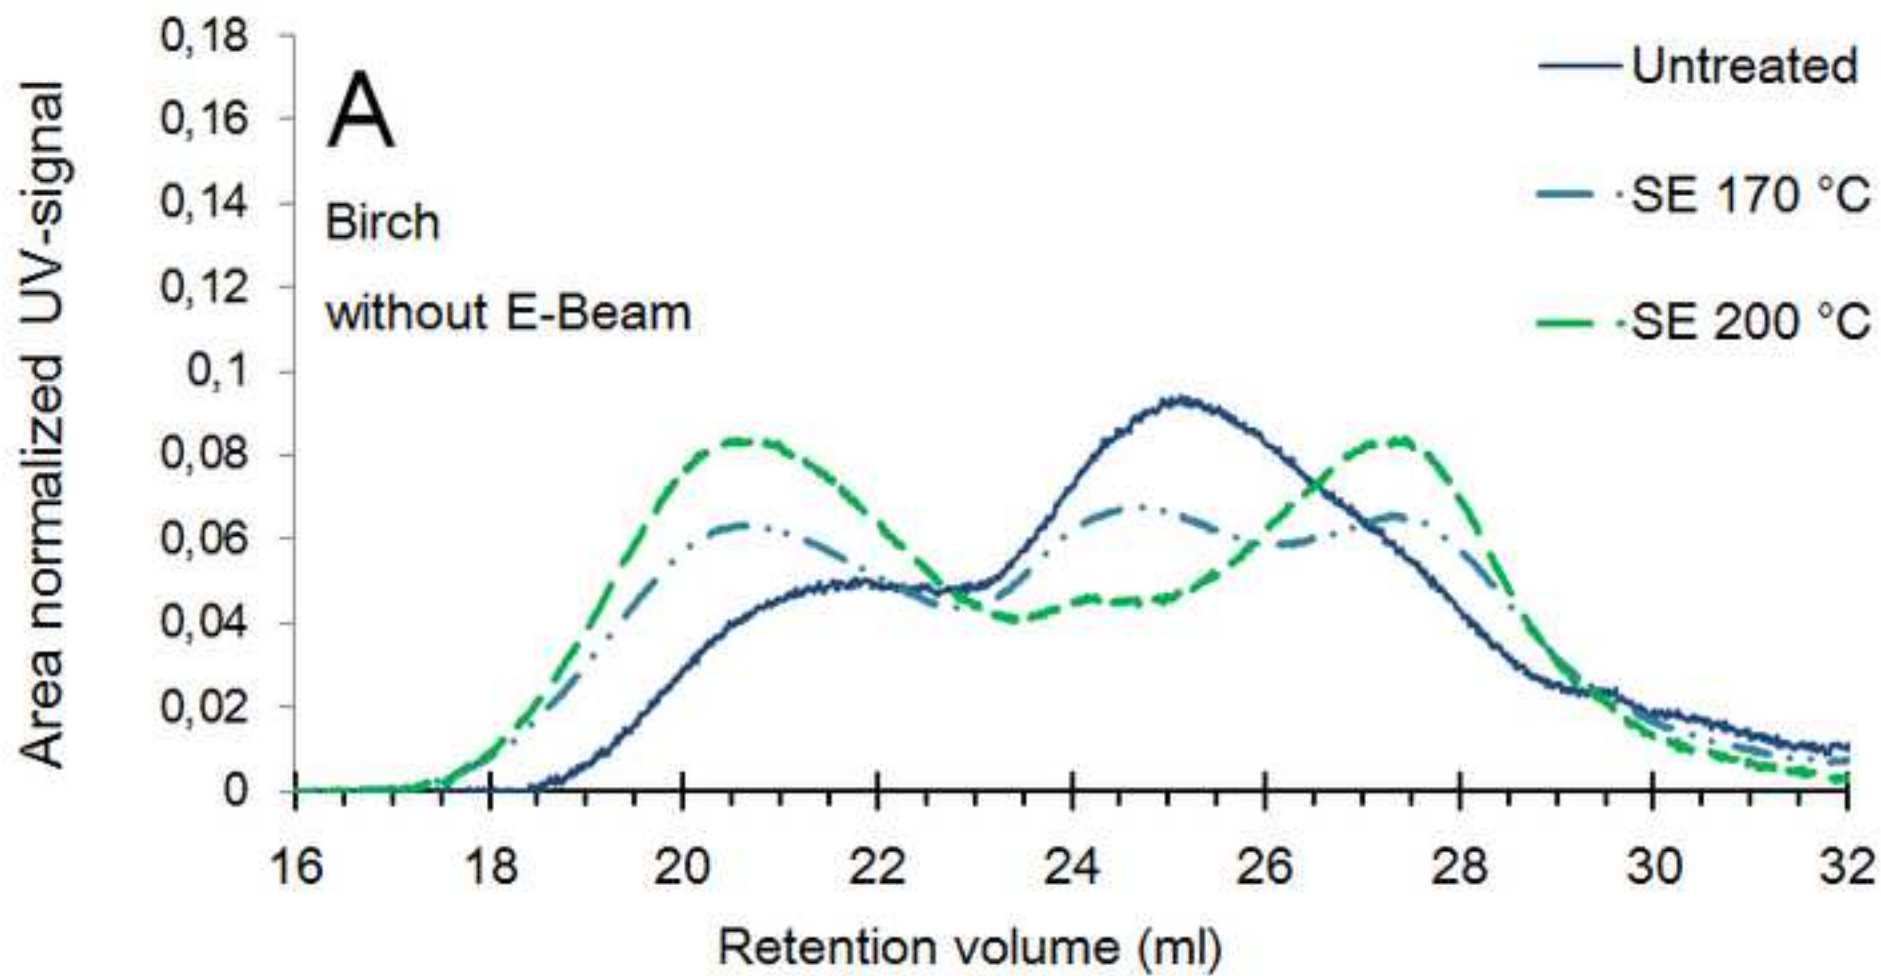 Area normalized UV-signal
0,18
0,16
0,14
0,12
0,1
0,08
0,06
0,04
0,02
0
A
Birch
without E-Beam
Untreated
SE 170 °C
SE 200 °C
16 18 20 22 24 26 28 30 32
Retention volume (ml)